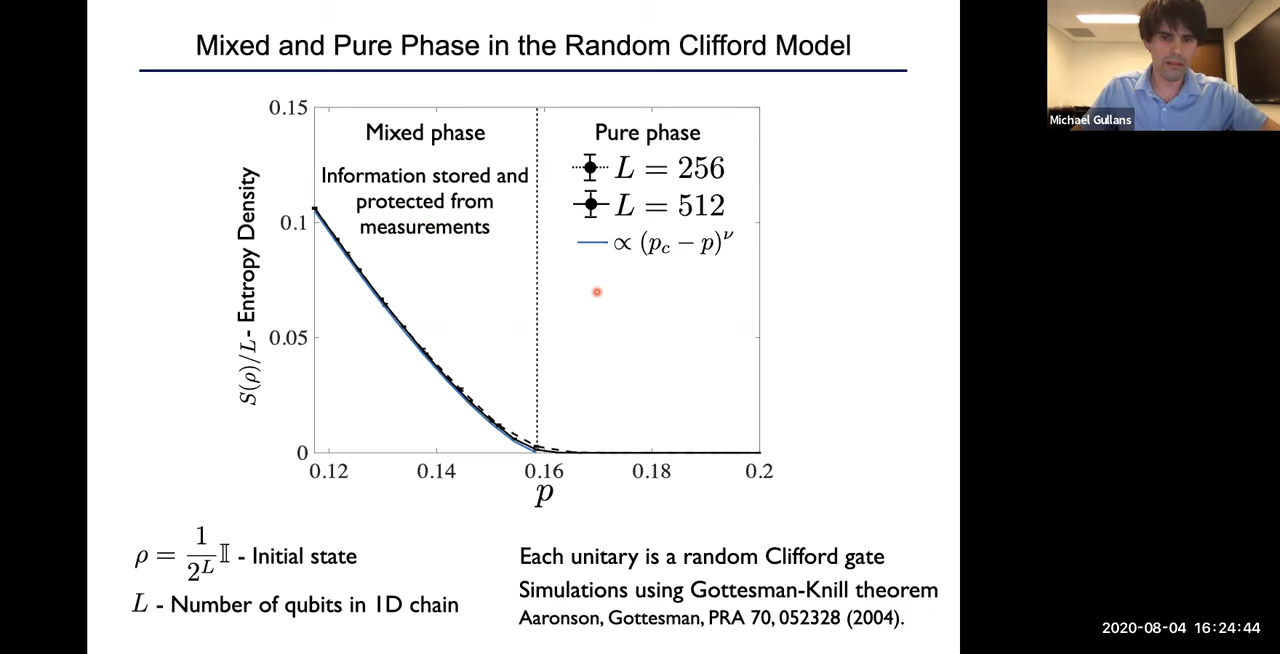 Mixed and Pure Phase in the Random Clifford Model
Michael Gullans
0.15
Mixed phase
Pure phase
Information stored and
protected from
measurements
L = 256
L = 512
∝ (p_c − p)^ν
S(ρ)/L - Entropy Density
0.1
0.05
0
0.12 0.14 0.16 0.18 0.2
p
ρ = 1/2^L 𝕀 - Initial state
L - Number of qubits in 1D chain
Each unitary is a random Clifford gate
Simulations using Gottesman-Knill theorem
Aaronson, Gottesman, PRA 70, 052328 (2004).
2020-08-04 16:24:44